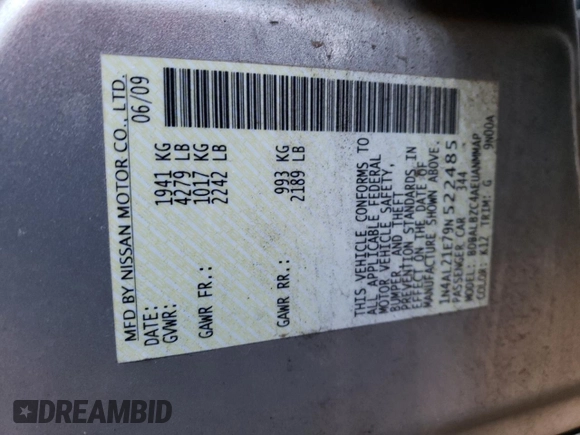 MFD BY NISSAN MOTOR CO., LTD.
DATE: 06/09
GVWR: 1941 KG
4279 LB
GAWR FR.: 1017 KG
2242 LB
GAWR RR.: 993 KG
2189 LB
THIS VEHICLE CONFORMS TO
ALL APPLICABLE FEDERAL
MOTOR VEHICLE SAFETY,
BUMPER, AND THEFT
PREVENTION STANDARDS IN
EFFECT ON THE DATE OF
MANUFACTURE SHOWN ABOVE.
1N4AL21E79N522485
PASSENGER CAR 344
MODEL: BDBALBZC4AEUANMMAP
COLOR: K12 TRIM: G 9N00A
DREAMBID